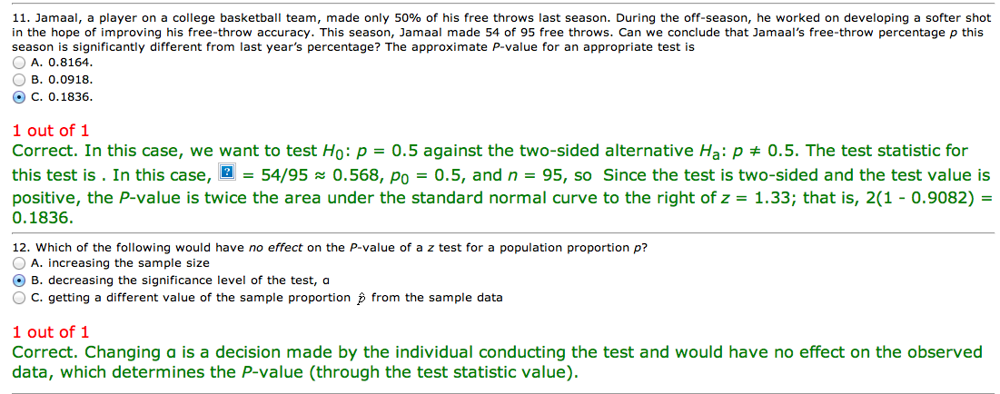 11. Jamaal, a player on a college basketball team, made only 50% of his free throws last season. During the off-season, he worked on developing a softer shot
in the hope of improving his free-throw accuracy. This season, Jamaal made 54 of 95 free throws. Can we conclude that Jamaal's free-throw percentage p this
season is significantly different from last year's percentage? The approximate P-value for an appropriate test is
A. 0.8164.
B. 0.0918.
C. 0.1836.
1 out of 1
Correct. In this case, we want to test H₀: p = 0.5 against the two-sided alternative Hₐ: p ≠ 0.5. The test statistic for
this test is . In this case, ? = 54/95 ≈ 0.568, p₀ = 0.5, and n = 95, so Since the test is two-sided and the test value is
positive, the P-value is twice the area under the standard normal curve to the right of z = 1.33; that is, 2(1 - 0.9082) =
0.1836.
12. Which of the following would have no effect on the P-value of a z test for a population proportion p?
A. increasing the sample size
B. decreasing the significance level of the test, α
C. getting a different value of the sample proportion p̂ from the sample data
1 out of 1
Correct. Changing α is a decision made by the individual conducting the test and would have no effect on the observed
data, which determines the P-value (through the test statistic value).